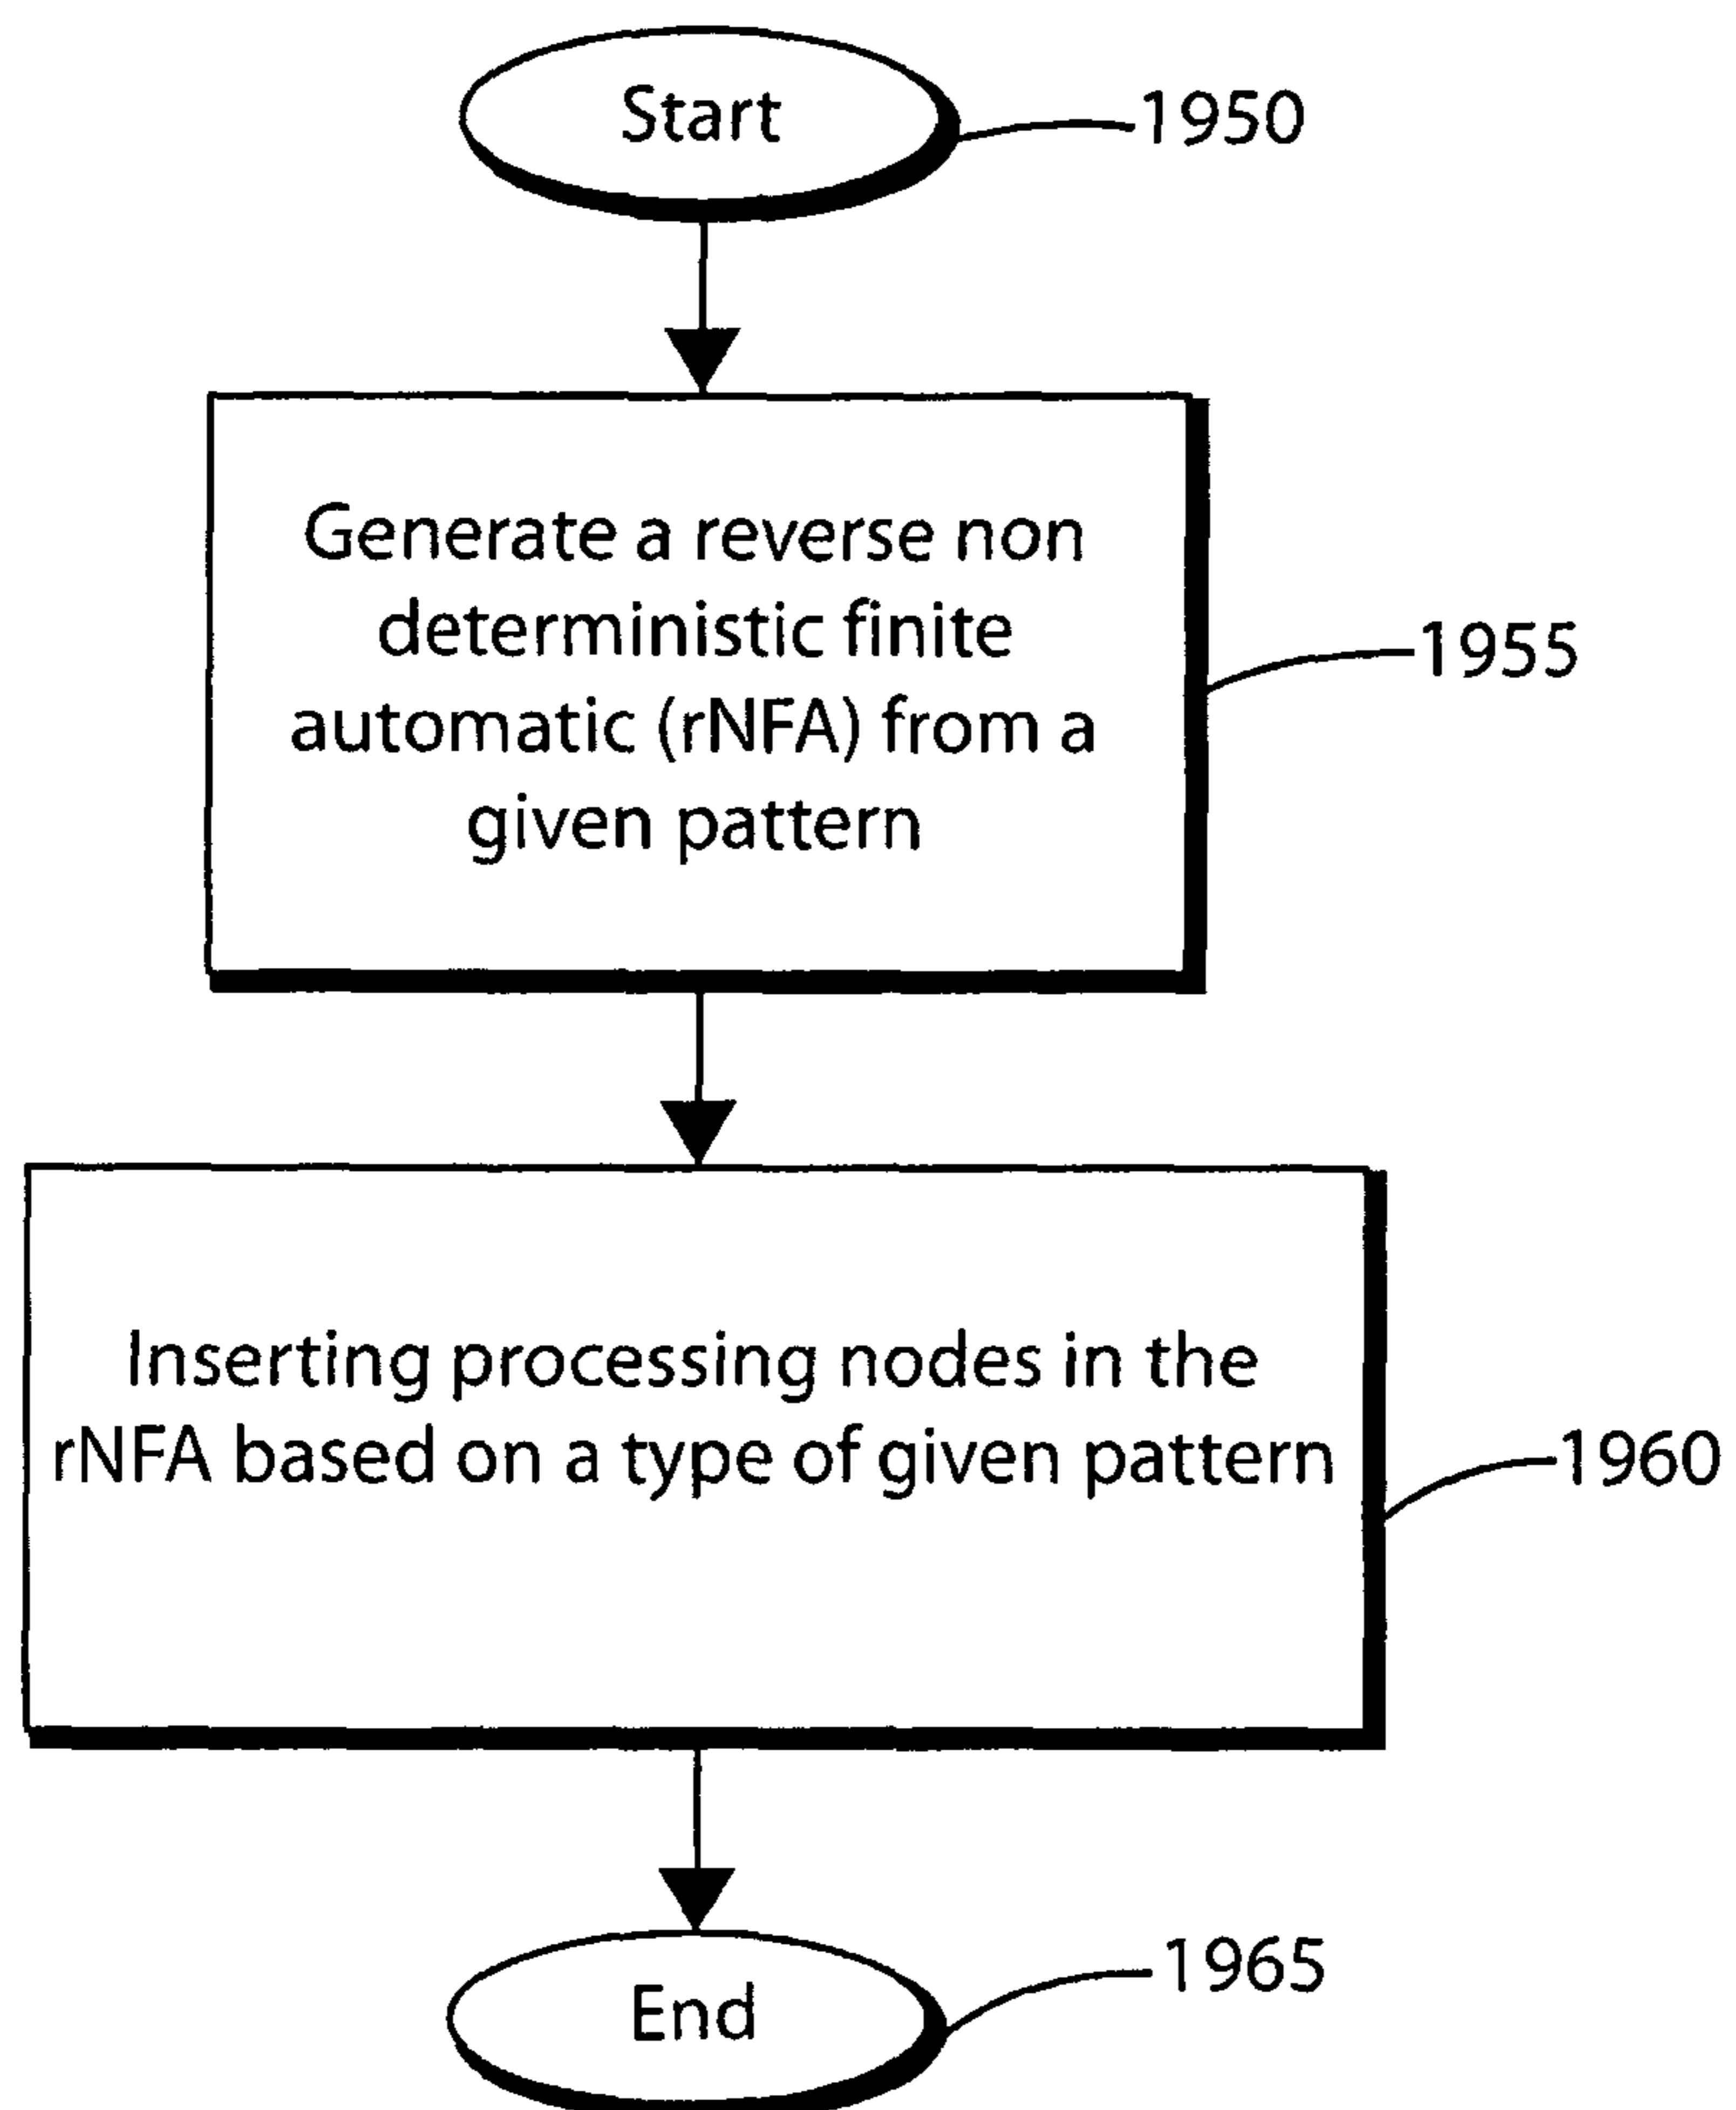 Start
1950
Generate a reverse non
deterministic finite
automatic (rNFA) from a
given pattern
1955
Inserting processing nodes in the
rNFA based on a type of given pattern
1960
End
1965